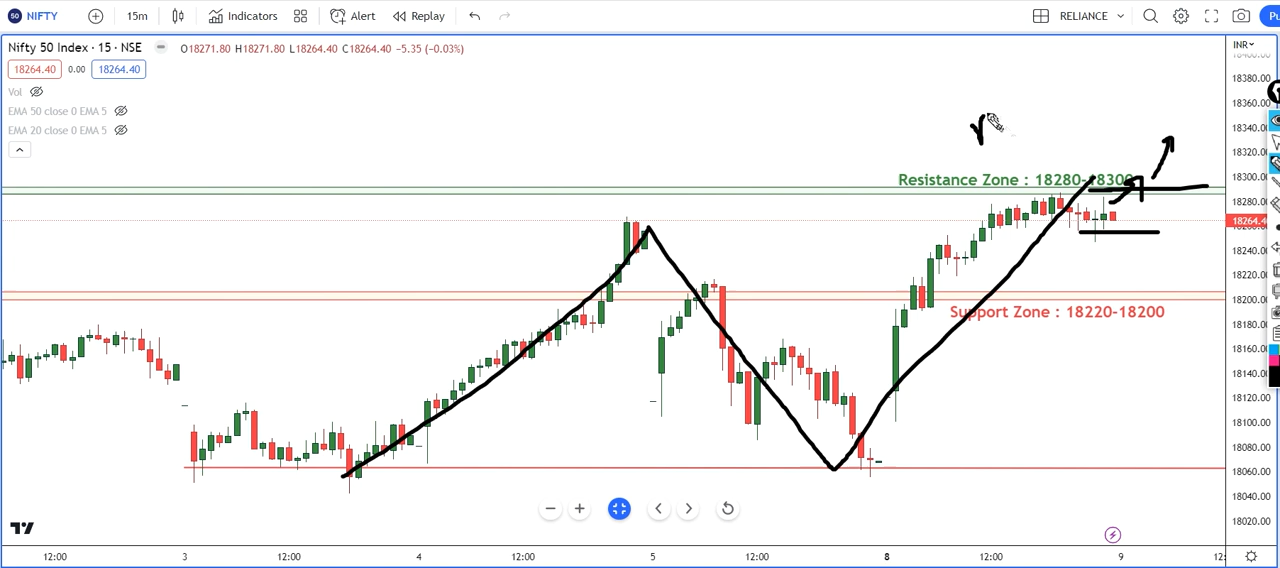 50 NIFTY 15m Indicators Alert Replay RELIANCE
Nifty 50 Index · 15 · NSE O18271.80 H18271.80 L18264.40 C18264.40 −5.35 (−0.03%)
INR
18264.40 0.00 18264.40
Vol
EMA 50 close 0 EMA 5
EMA 20 close 0 EMA 5
18380.00
18360.00
18340.00
18320.00
Resistance Zone : 18280-18300
18300.00
18280.00
18264.4
18240.00
18220.00
18200.00
Support Zone : 18220-18200
18180.00
18160.00
18140.00
18120.00
18100.00
18080.00
18060.00
18040.00
18020.00
12:00 3 12:00 4 12:00 5 12:00 8 12:00 9